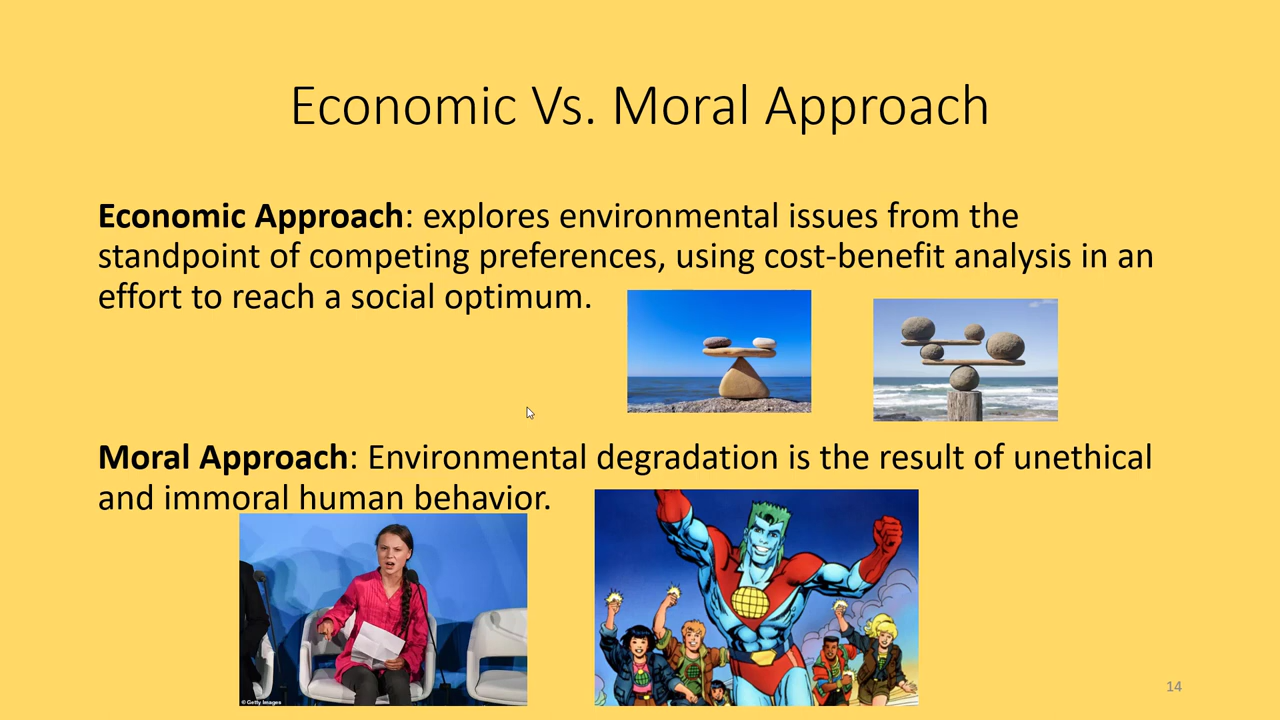 Economic Vs. Moral Approach
Economic Approach: explores environmental issues from the
standpoint of competing preferences, using cost-benefit analysis in an
effort to reach a social optimum.
Moral Approach: Environmental degradation is the result of unethical
and immoral human behavior.
© Getty Images
14